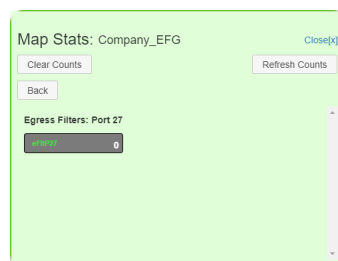 Map Stats: Company_EFG
Close[x]
Clear Counts
Refresh Counts
Back
Egress Filters: Port 27
eFltP27
0